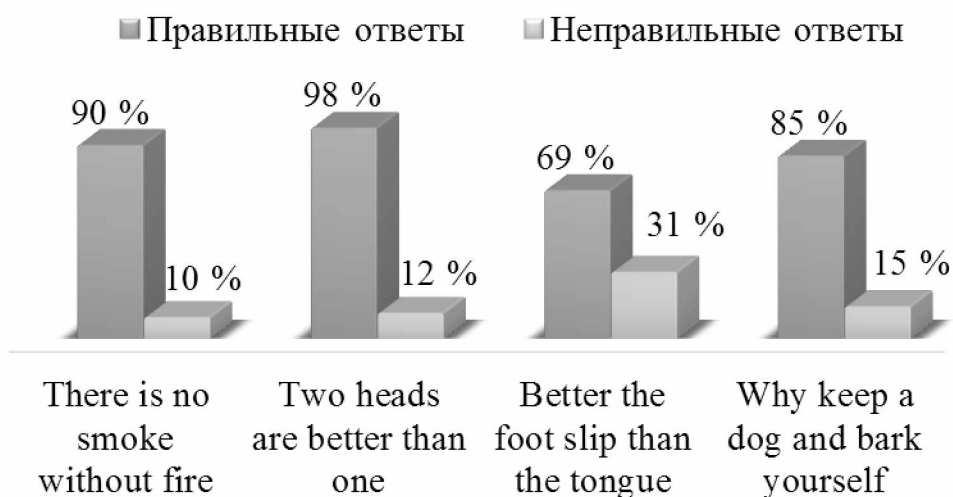 Правильные ответы Неправильные ответы
90 % 10 % 98 % 12 % 69 % 31 % 85 % 15 %
There is no smoke without fire
Two heads are better than one
Better the foot slip than the tongue
Why keep a dog and bark yourself